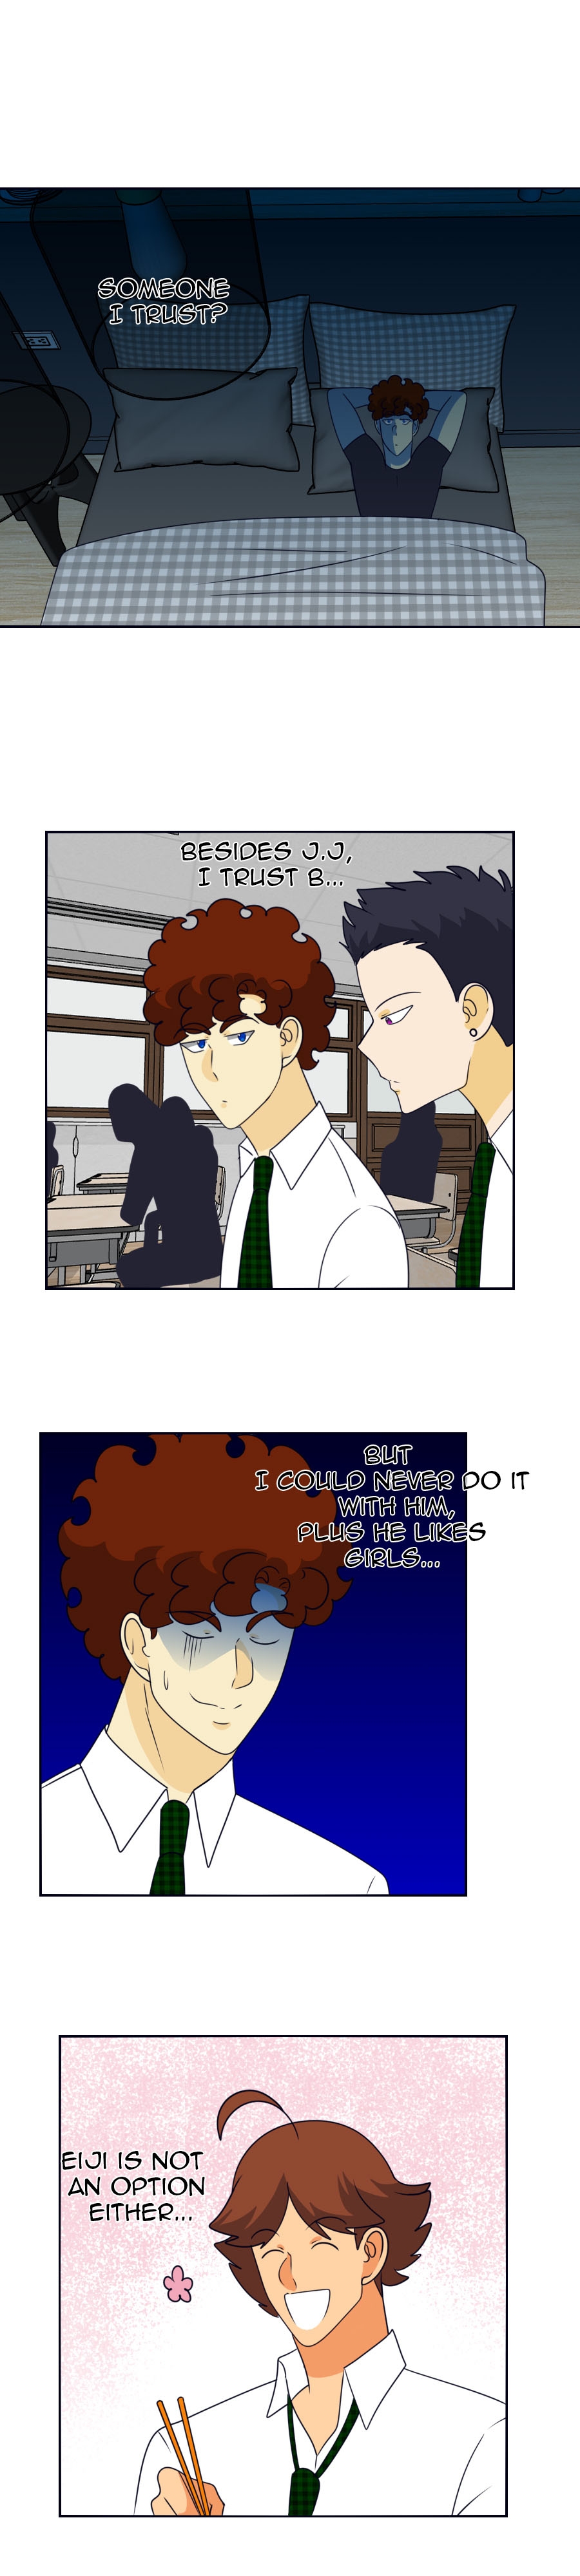 SOMEONE
I TRUST?
BESIDES J.J,
I TRUST B...
BUT
I COULD NEVER DO IT
WITH HIM,
PLUS HE LIKES
GIRLS...
EIJI IS NOT
AN OPTION
EITHER...